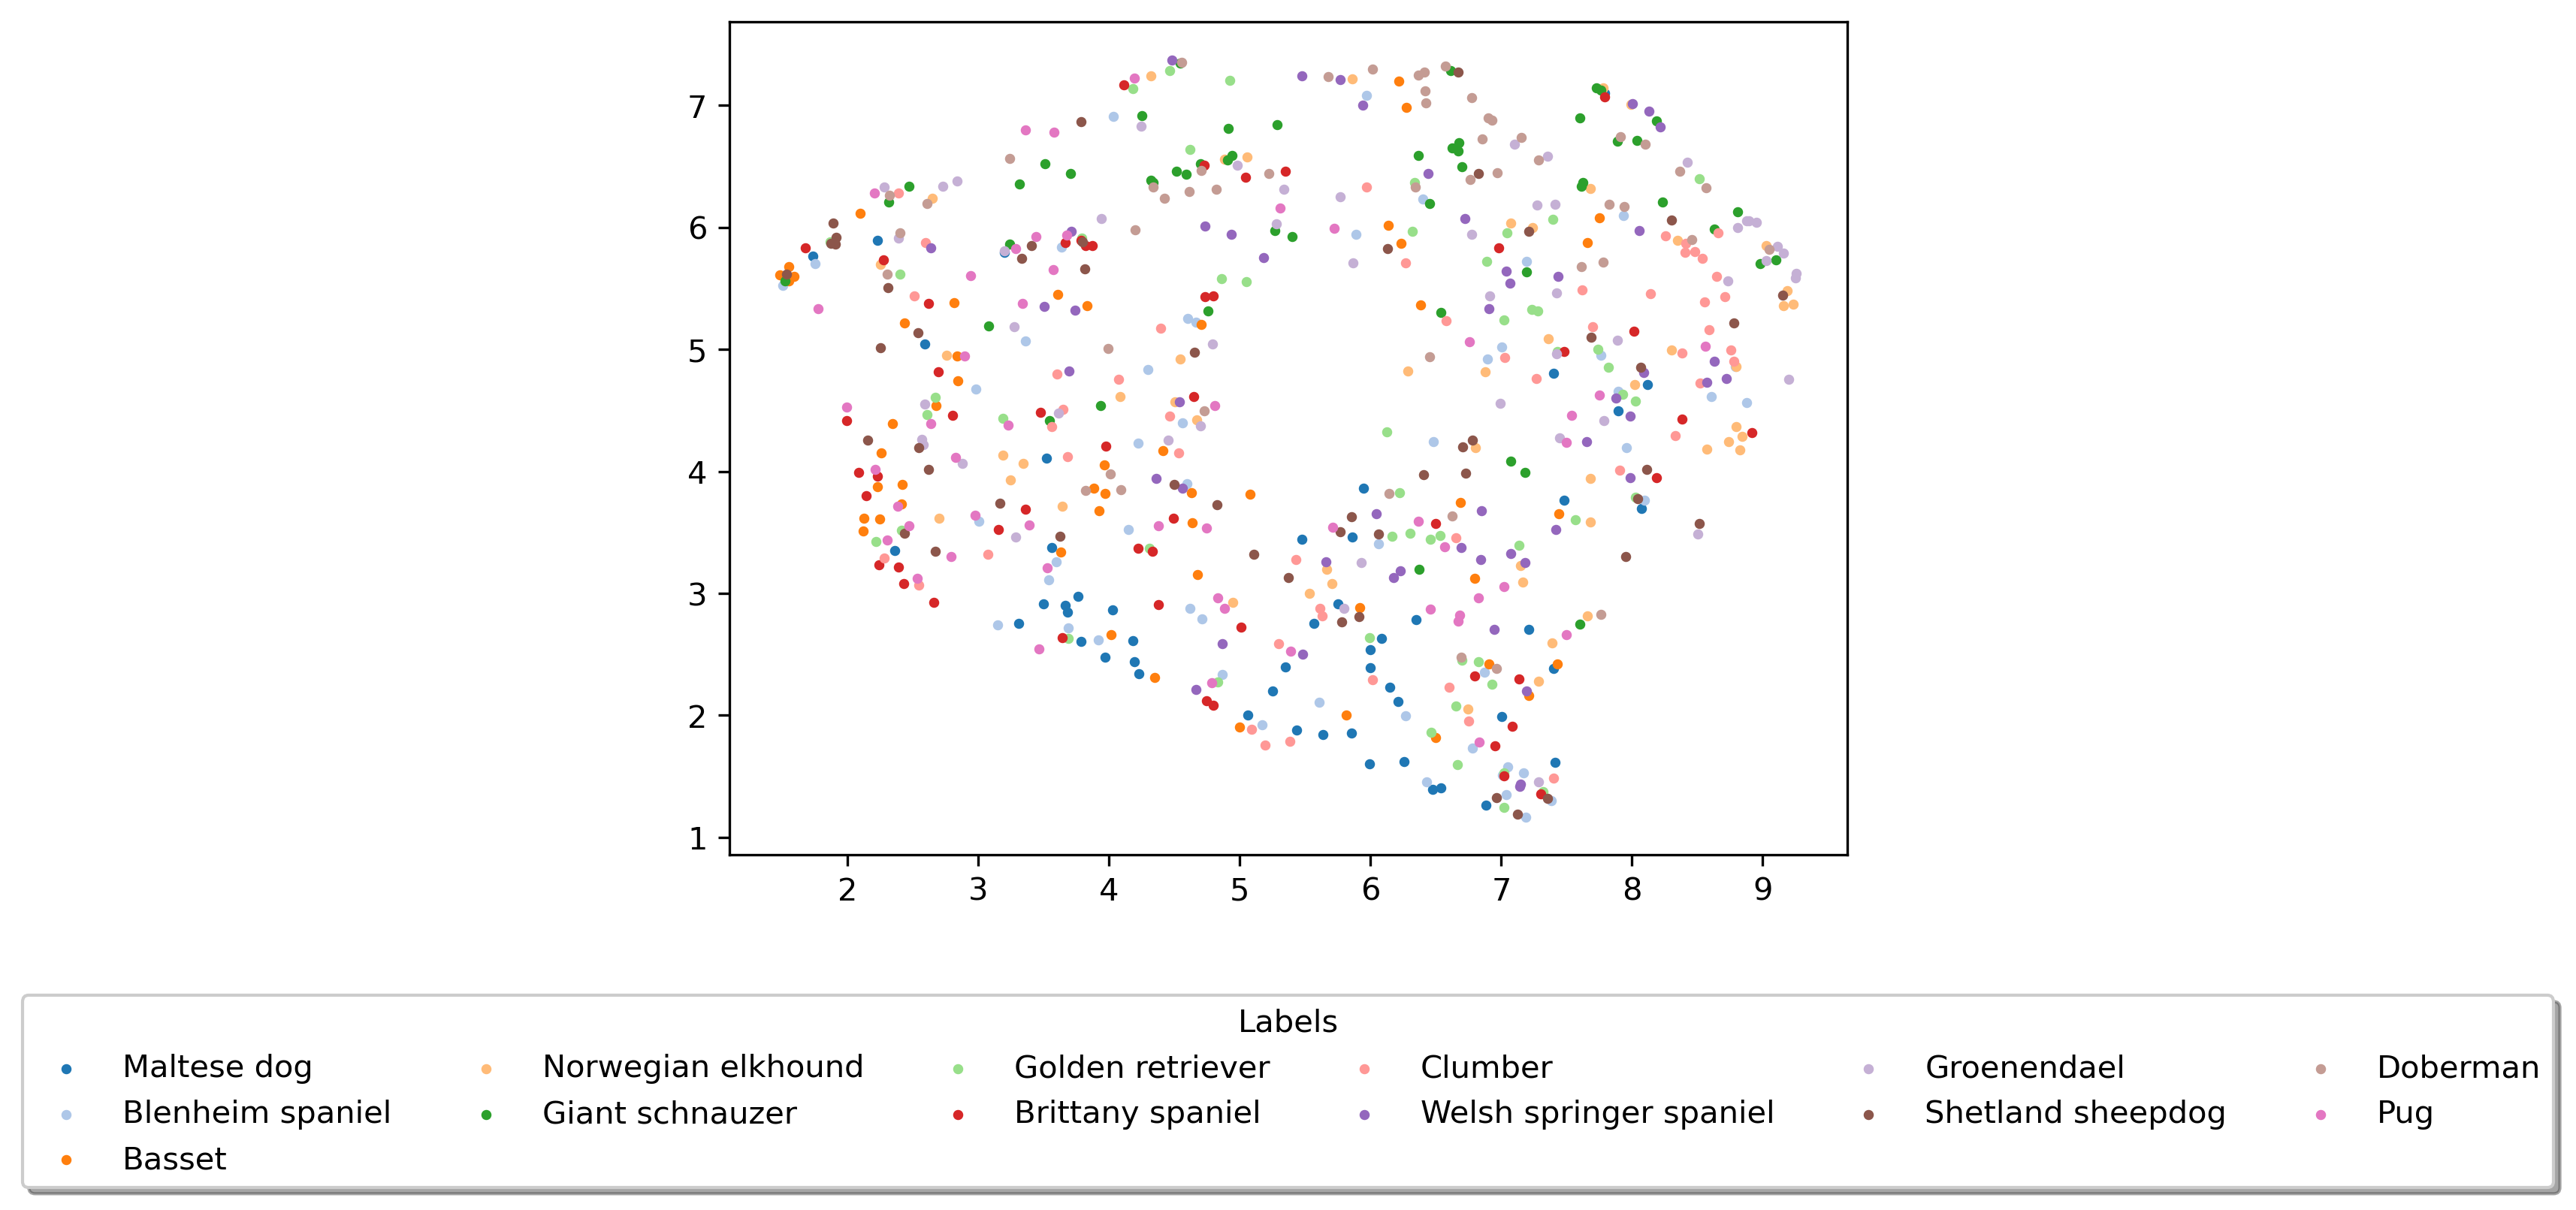 7
6
5
4
3
2
1
2 3 4 5 6 7 8 9
Labels
Maltese dog Norwegian elkhound Golden retriever Clumber Groenendael Doberman
Blenheim spaniel Giant schnauzer Brittany spaniel Welsh springer spaniel Shetland sheepdog Pug
Basset